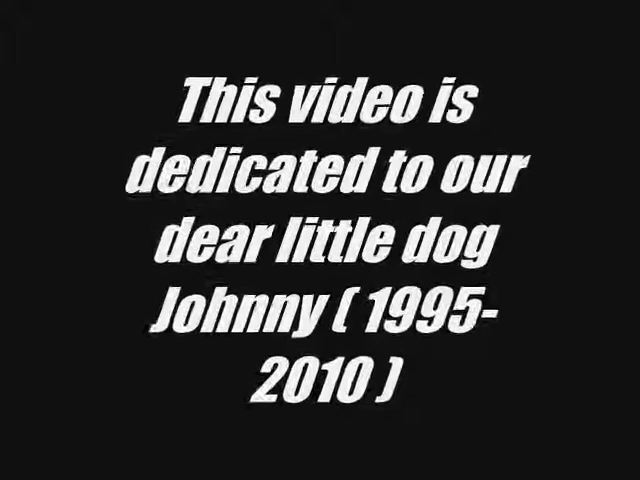 This video is
dedicated to our
dear little dog
Johnny ( 1995-
2010 )